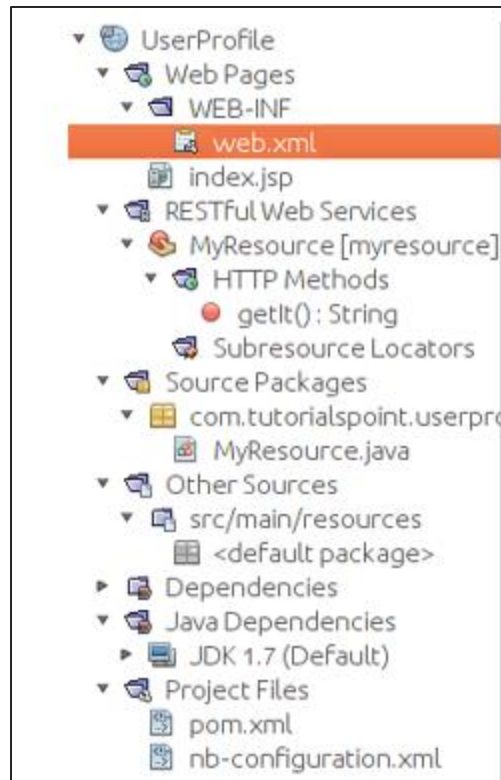 UserProfile
Web Pages
WEB-INF
web.xml
index.jsp
RESTful Web Services
MyResource [myresource]
HTTP Methods
getIt() : String
Subresource Locators
Source Packages
com.tutorialspoint.userpro
MyResource.java
Other Sources
src/main/resources
<default package>
Dependencies
Java Dependencies
JDK 1.7 (Default)
Project Files
pom.xml
nb-configuration.xml